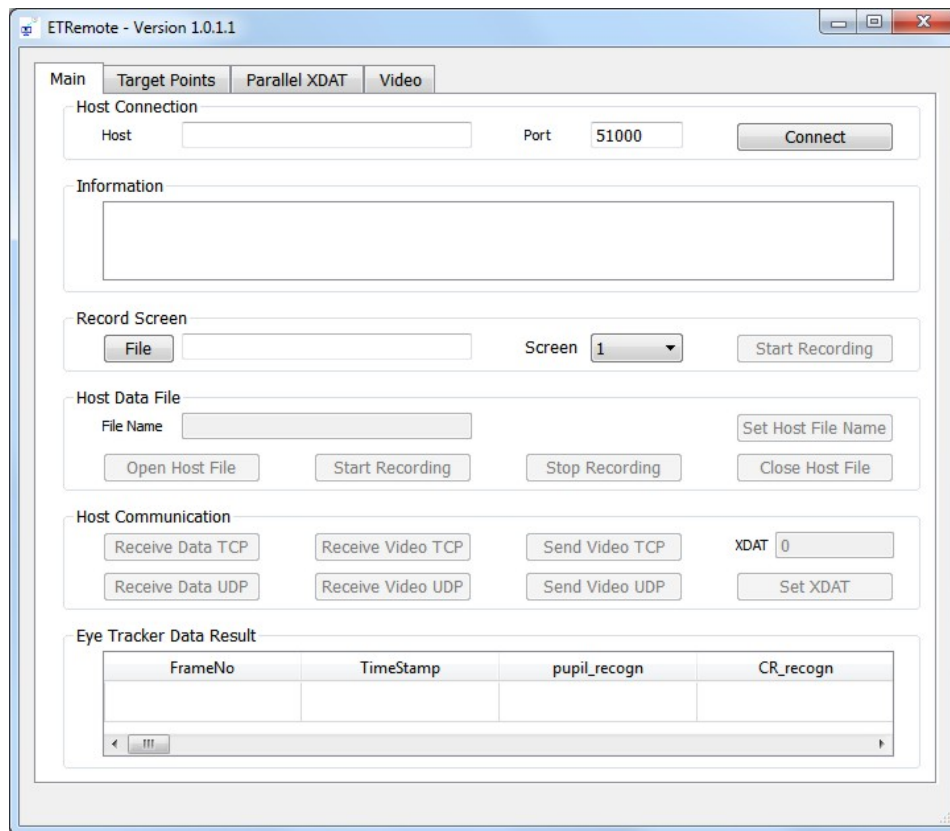 ETRemote - Version 1.0.1.1
Main Target Points Parallel XDAT Video
Host Connection
Host Port 51000 Connect
Information
Record Screen
File Screen 1 Start Recording
Host Data File
File Name Set Host File Name
Open Host File Start Recording Stop Recording Close Host File
Host Communication
Receive Data TCP Receive Video TCP Send Video TCP XDAT 0
Receive Data UDP Receive Video UDP Send Video UDP Set XDAT
Eye Tracker Data Result
FrameNo TimeStamp pupil_recogn CR_recogn